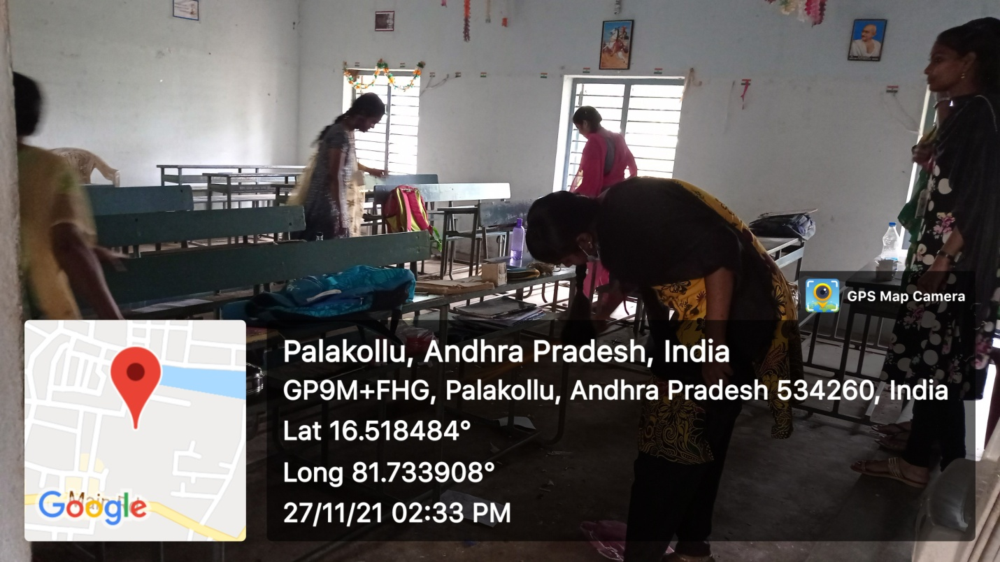 GPS Map Camera
Palakollu, Andhra Pradesh, India
GP9M+FHG, Palakollu, Andhra Pradesh 534260, India
Lat 16.518484°
Long 81.733908°
27/11/21 02:33 PM
Google